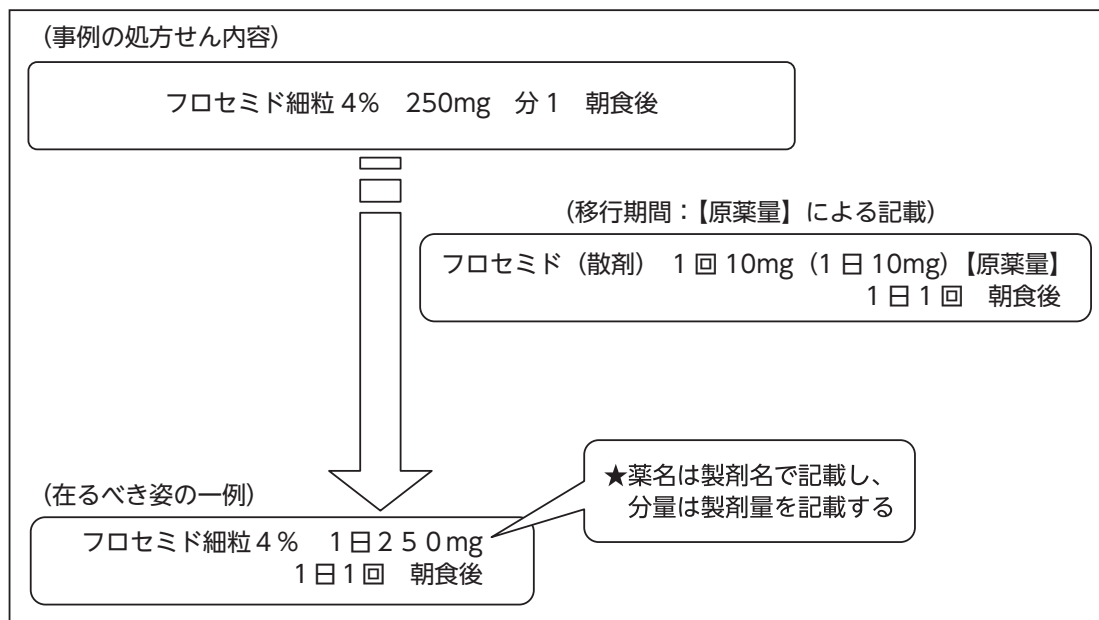 （事例の処方せん内容）
フロセミド細粒 4%　250mg　分 1　朝食後
（移行期間：【原薬量】による記載）
フロセミド（散剤）　1 回 10mg（1 日 10mg）【原薬量】
1 日 1 回　朝食後
★薬名は製剤名で記載し、
分量は製剤量を記載する
（在るべき姿の一例）
フロセミド細粒４％　１日２５０mg
１日１回　朝食後